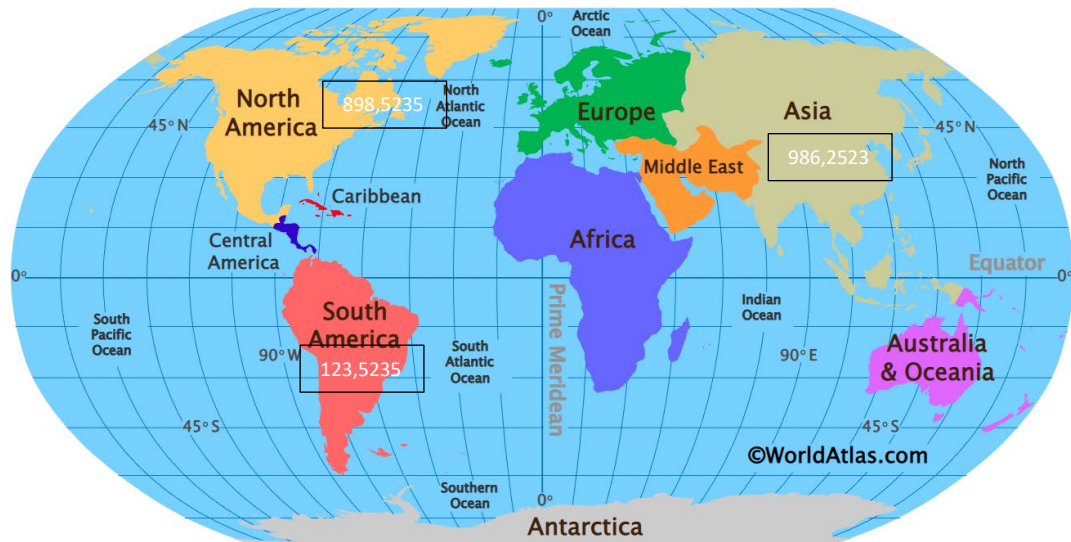 0°
Arctic
Ocean
North
America
898,5235
North
Atlantic
Ocean
45°N
Europe
Asia
45°N
986,2523
Middle East
North
Pacific
Ocean
Caribbean
Central
America
Africa
0°
Equator
0°
South
Pacific
Ocean
South
America
90°W
123,5235
South
Atlantic
Ocean
Prime Meridean
Indian
Ocean
90°E
Australia
& Oceania
45°S
45°S
©WorldAtlas.com
Southern
Ocean
0°
Antarctica